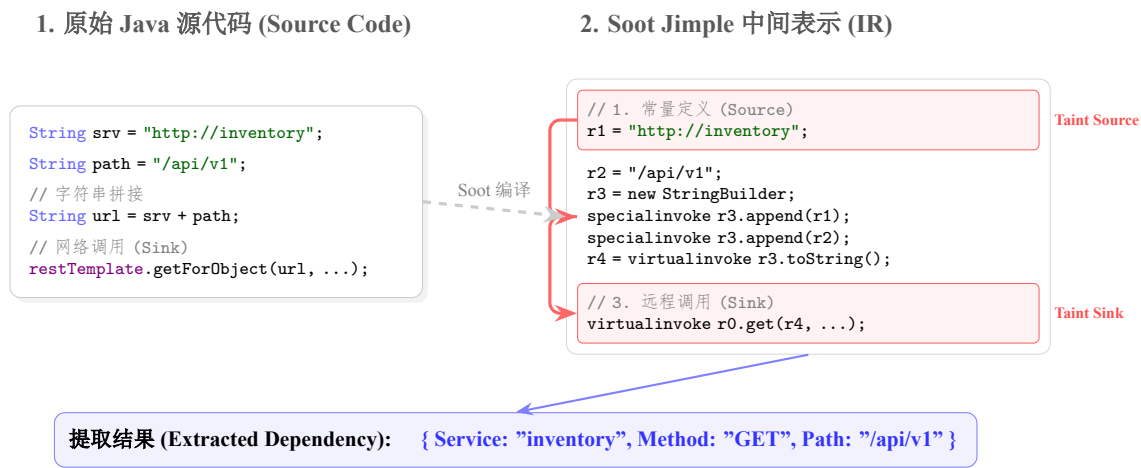 1. 原始 Java 源代码 (Source Code)
2. Soot Jimple 中间表示 (IR)
String srv = "http://inventory";
String path = "/api/v1";
// 字符串拼接
String url = srv + path;
// 网络调用 (Sink)
restTemplate.getForObject(url, ...);
Soot 编译
// 1. 常量定义 (Source)
r1 = "http://inventory";
Taint Source
r2 = "/api/v1";
r3 = new StringBuilder;
specialinvoke r3.append(r1);
specialinvoke r3.append(r2);
r4 = virtualinvoke r3.toString();
// 3. 远程调用 (Sink)
virtualinvoke r0.get(r4, ...);
Taint Sink
提取结果 (Extracted Dependency): { Service: ”inventory”, Method: ”GET”, Path: ”/api/v1” }